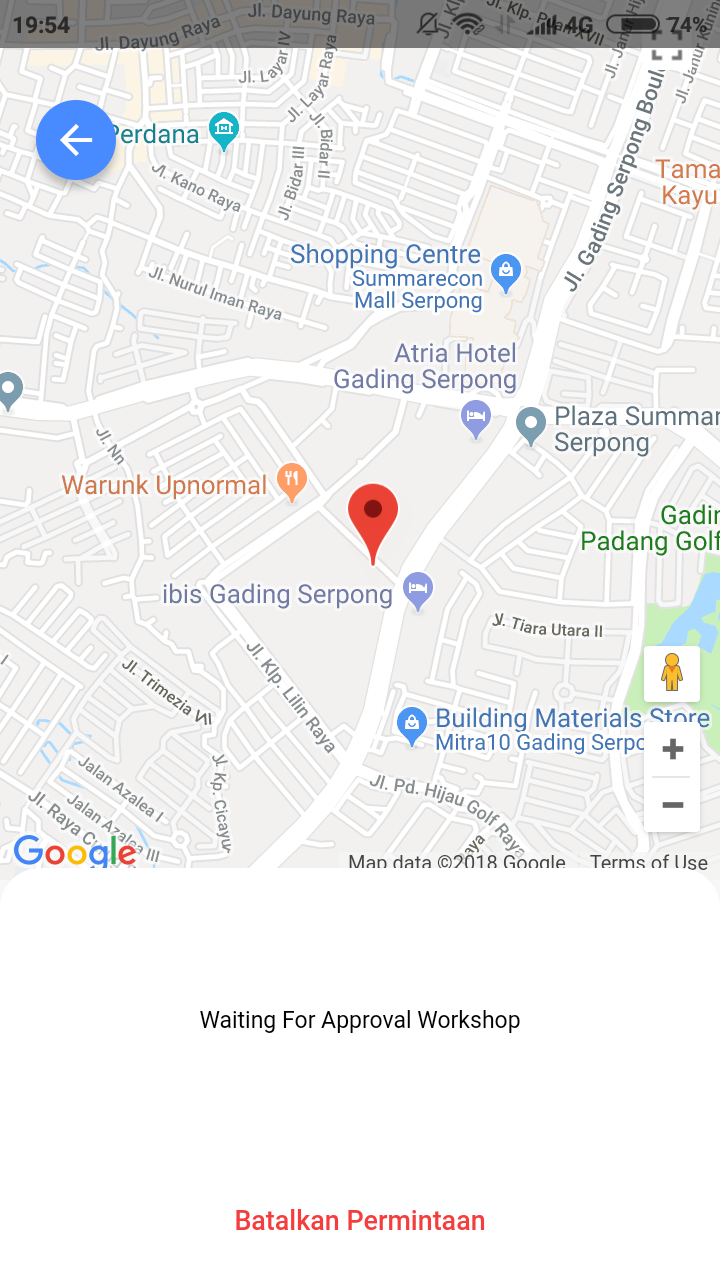 19:54
4G
74%
Jl. Dayung Raya
Jl. Dayung Raya
Jl. Layar IV
Jl. Layar Raya
Jl. Bidar II
Jl. Bidar III
Perdana
Jl. Kano Raya
Jl. Gading Serpong Boul
Tama
Kayu
Shopping Centre
Summarecon
Mall Serpong
Jl. Nurul Iman Raya
Atria Hotel
Gading Serpong
Plaza Summar
Serpong
Jl. Nn
Warunk Upnormal
Gadin
Padang Golf
ibis Gading Serpong
Jl. Tiara Utara II
Jl. Klp. Lilin Raya
Jl. Trimezia VII
Building Materials Store
Mitra10 Gading Serpo
Jl. Kp. Cicayu
Jalan Azalea I
Jalan Azalea III
Jl. Pd. Hijau Golf Raya
Google
Map data ©2018 Google
Terms of Use
Waiting For Approval Workshop
Batalkan Permintaan